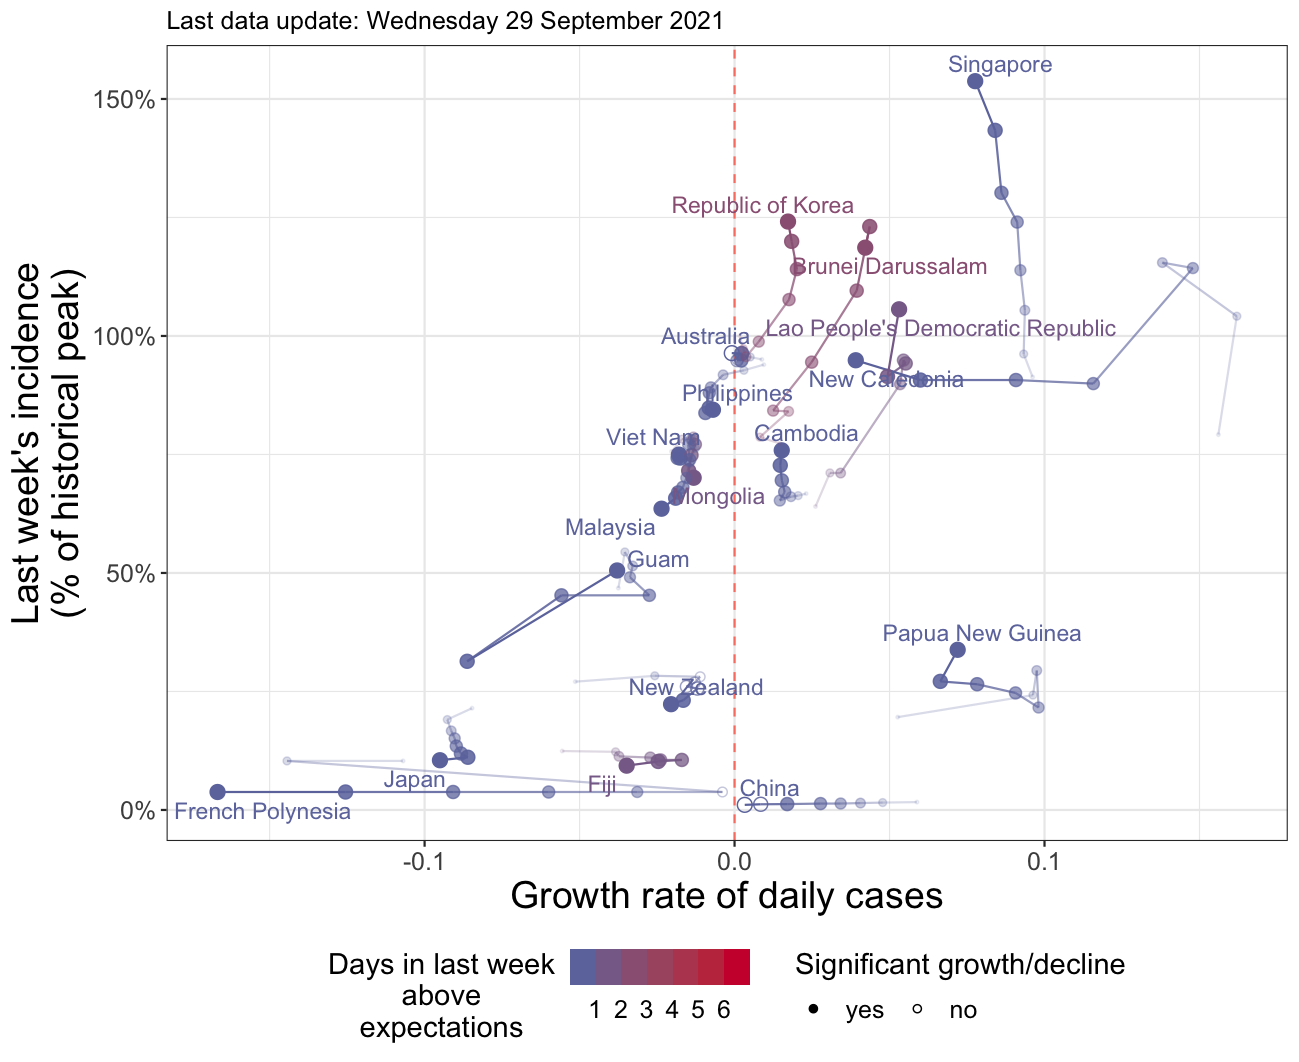 Last data update: Wednesday 29 September 2021
Last week's incidence
(% of historical peak)
150%
100%
50%
0%
Singapore
Republic of Korea
Brunei Darussalam
Lao People's Democratic Republic
Australia
New Caledonia
Philippines
Viet Nam
Cambodia
Mongolia
Malaysia
Guam
Papua New Guinea
New Zealand
Japan
Fiji
China
French Polynesia
-0.1
0.0
0.1
Growth rate of daily cases
Days in last week
above
expectations
1 2 3 4 5 6
Significant growth/decline
yes no